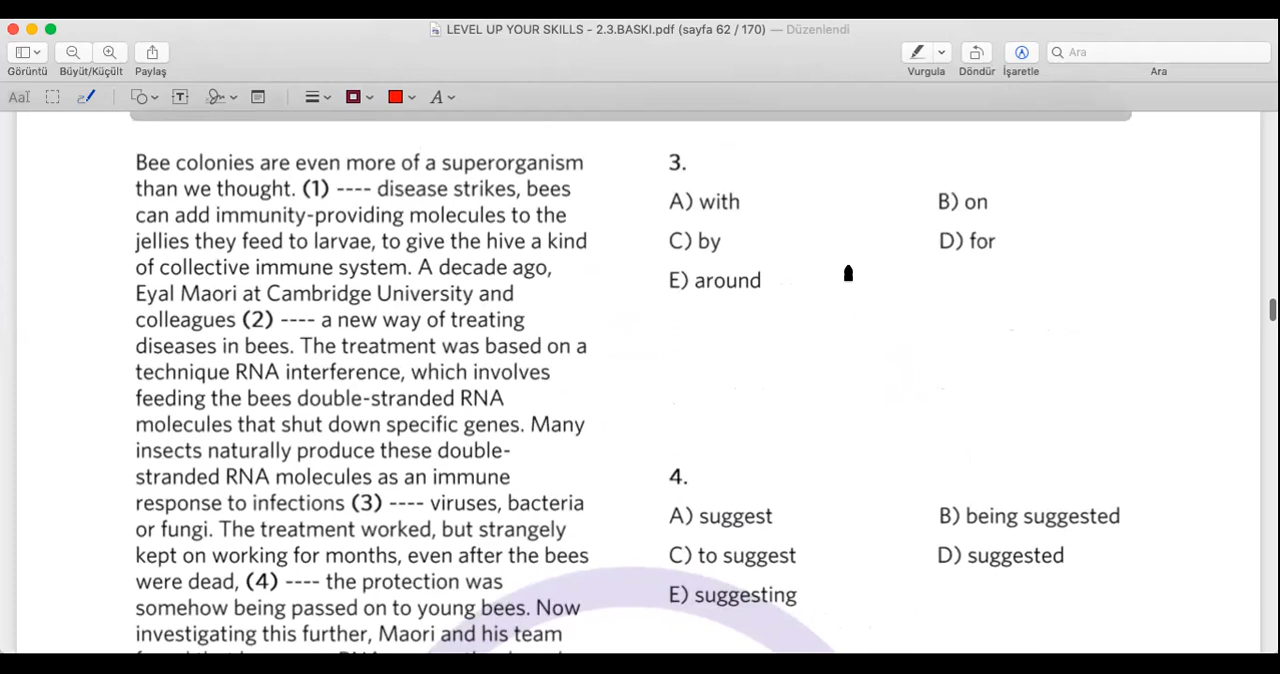 LEVEL UP YOUR SKILLS - 2.3.BASKI.pdf (sayfa 62 / 170) — Düzenlendi
Görüntü Büyüt/Küçült Paylaş Vurgula Döndür İşaretle Ara
Ara
Bee colonies are even more of a superorganism
than we thought. (1) ---- disease strikes, bees
can add immunity-providing molecules to the
jellies they feed to larvae, to give the hive a kind
of collective immune system. A decade ago,
Eyal Maori at Cambridge University and
colleagues (2) ---- a new way of treating
diseases in bees. The treatment was based on a
technique RNA interference, which involves
feeding the bees double-stranded RNA
molecules that shut down specific genes. Many
insects naturally produce these double-
stranded RNA molecules as an immune
response to infections (3) ---- viruses, bacteria
or fungi. The treatment worked, but strangely
kept on working for months, even after the bees
were dead, (4) ---- the protection was
somehow being passed on to young bees. Now
investigating this further, Maori and his team
3.
A) with
B) on
C) by
D) for
E) around
4.
A) suggest
B) being suggested
C) to suggest
D) suggested
E) suggesting